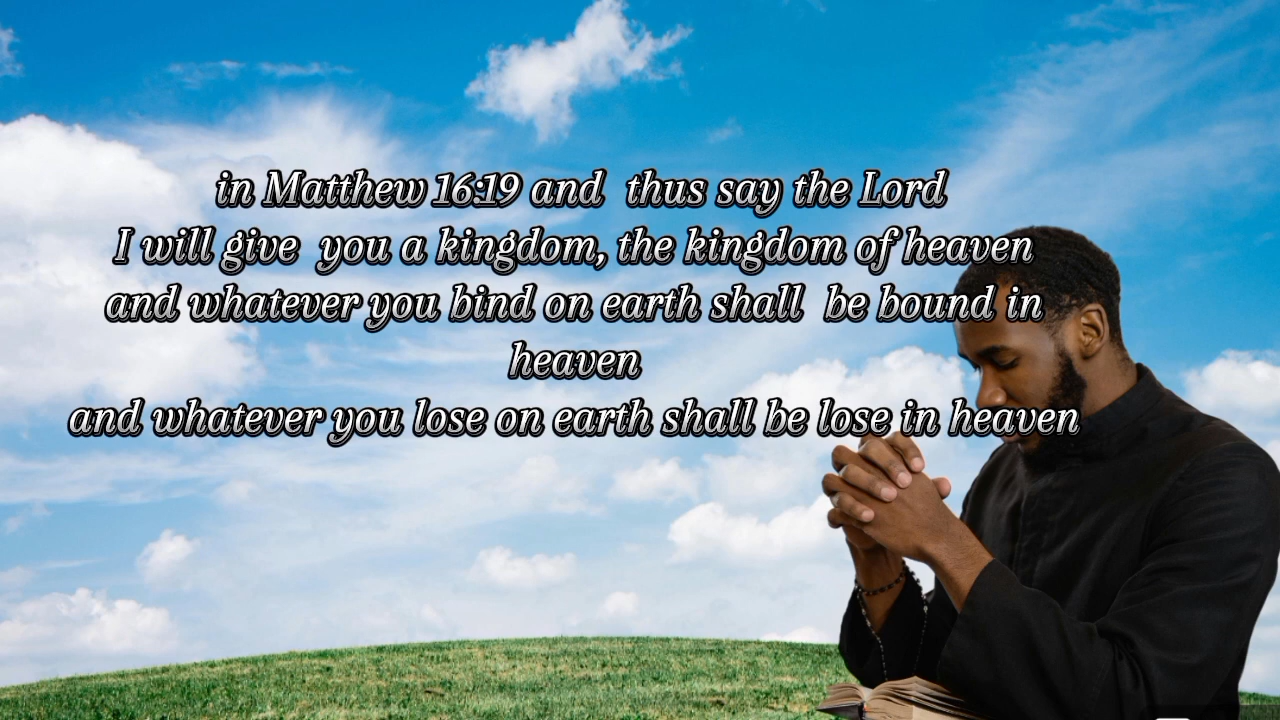 in Matthew 16:19 and thus say the Lord
I will give you a kingdom, the kingdom of heaven
and whatever you bind on earth shall be bound in
heaven
and whatever you lose on earth shall be lose in heaven